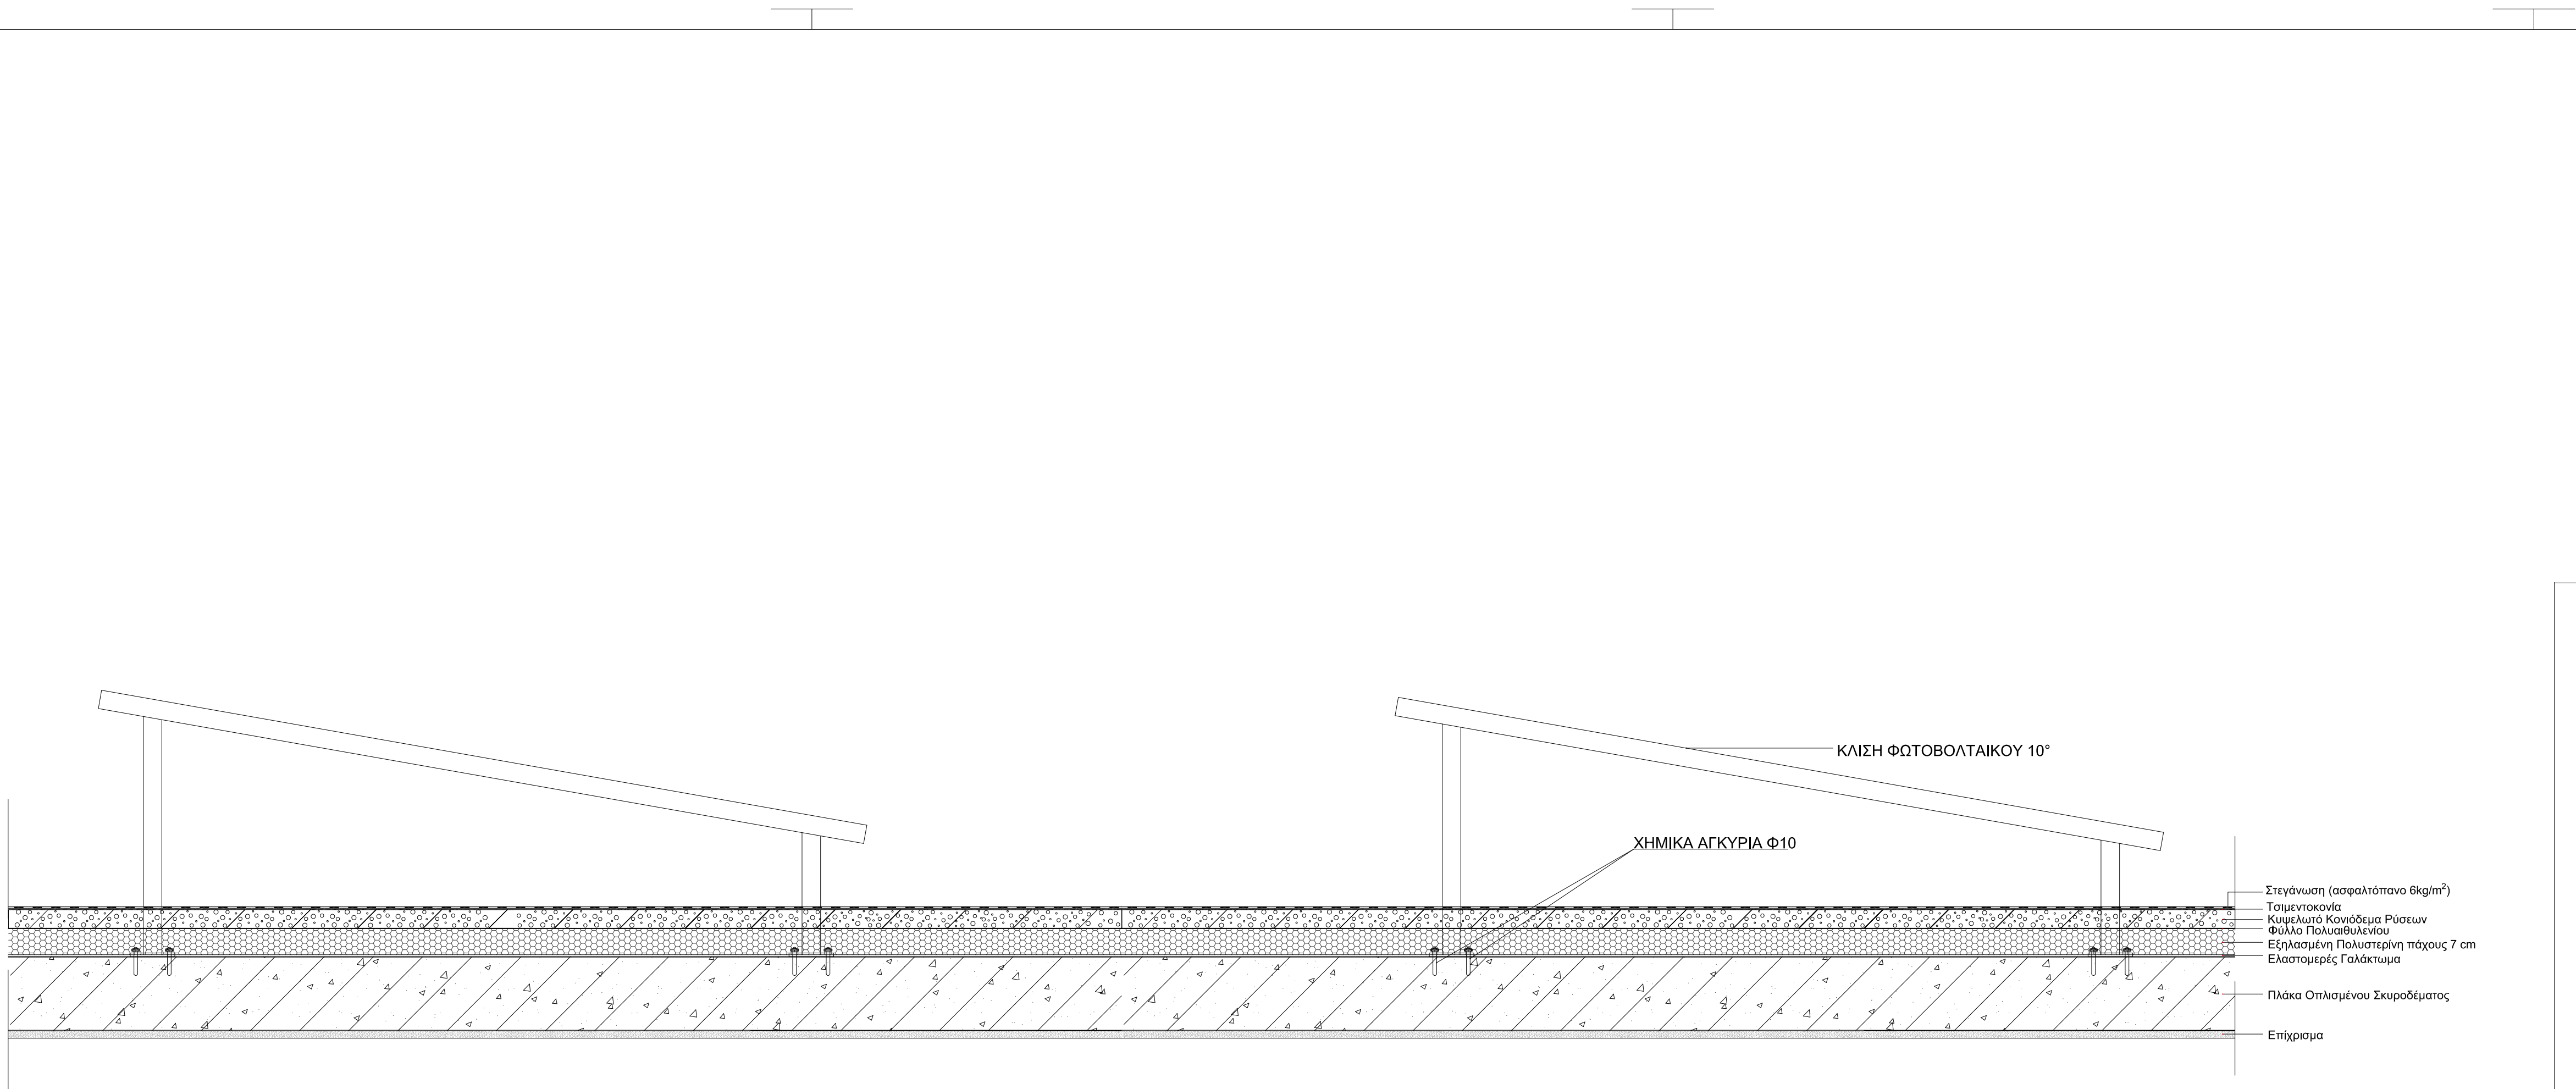 ΚΛΙΣΗ ΦΩΤΟΒΟΛΤΑΙΚΟΥ 10°
ΧΗΜΙΚΑ ΑΓΚΥΡΙΑ Φ10
Στεγάνωση (ασφαλτόπανο 6kg/m²)
Τσιμεντοκονία
Κυψελωτό Κονιόδεμα Ρύσεων
Φύλλο Πολυαιθυλενίου
Εξηλασμένη Πολυστερίνη πάχους 7 cm
Ελαστομερές Γαλάκτωμα
Πλάκα Οπλισμένου Σκυροδέματος
Επίχρισμα